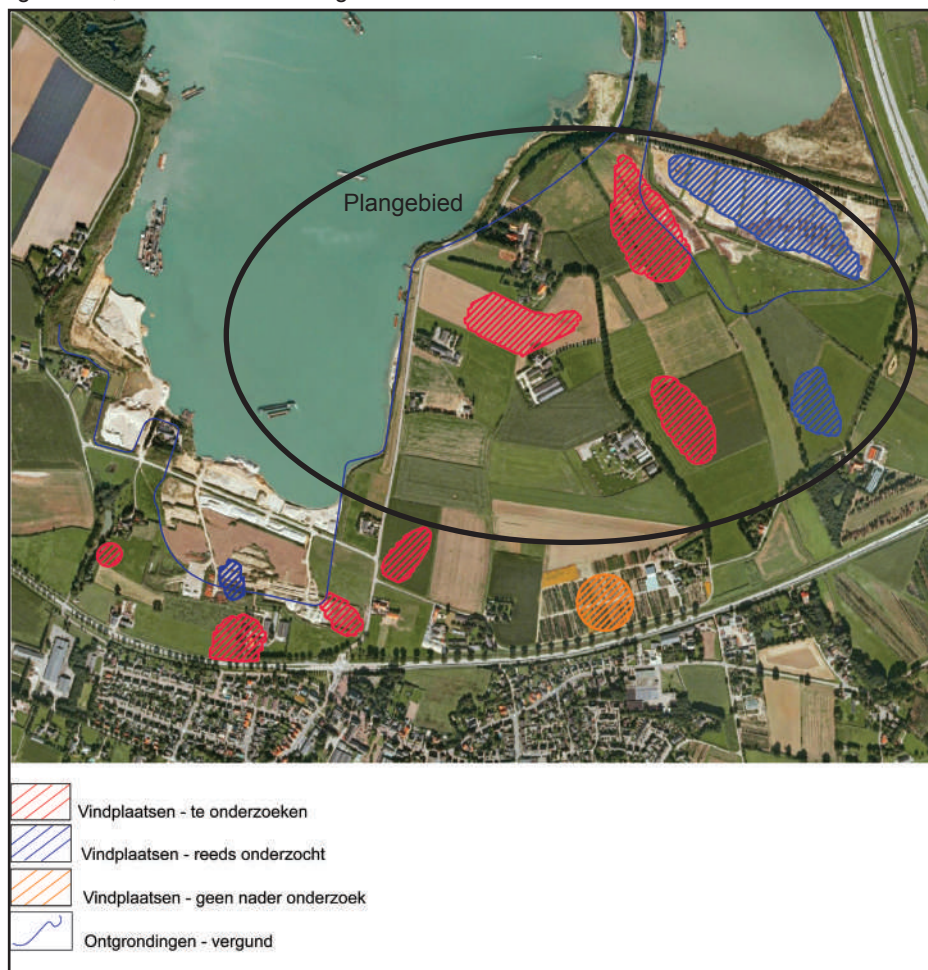 Plangebied
Vindplaatsen - te onderzoeken
Vindplaatsen - reeds onderzocht
Vindplaatsen - geen nader onderzoek
Ontgrondingen - vergund